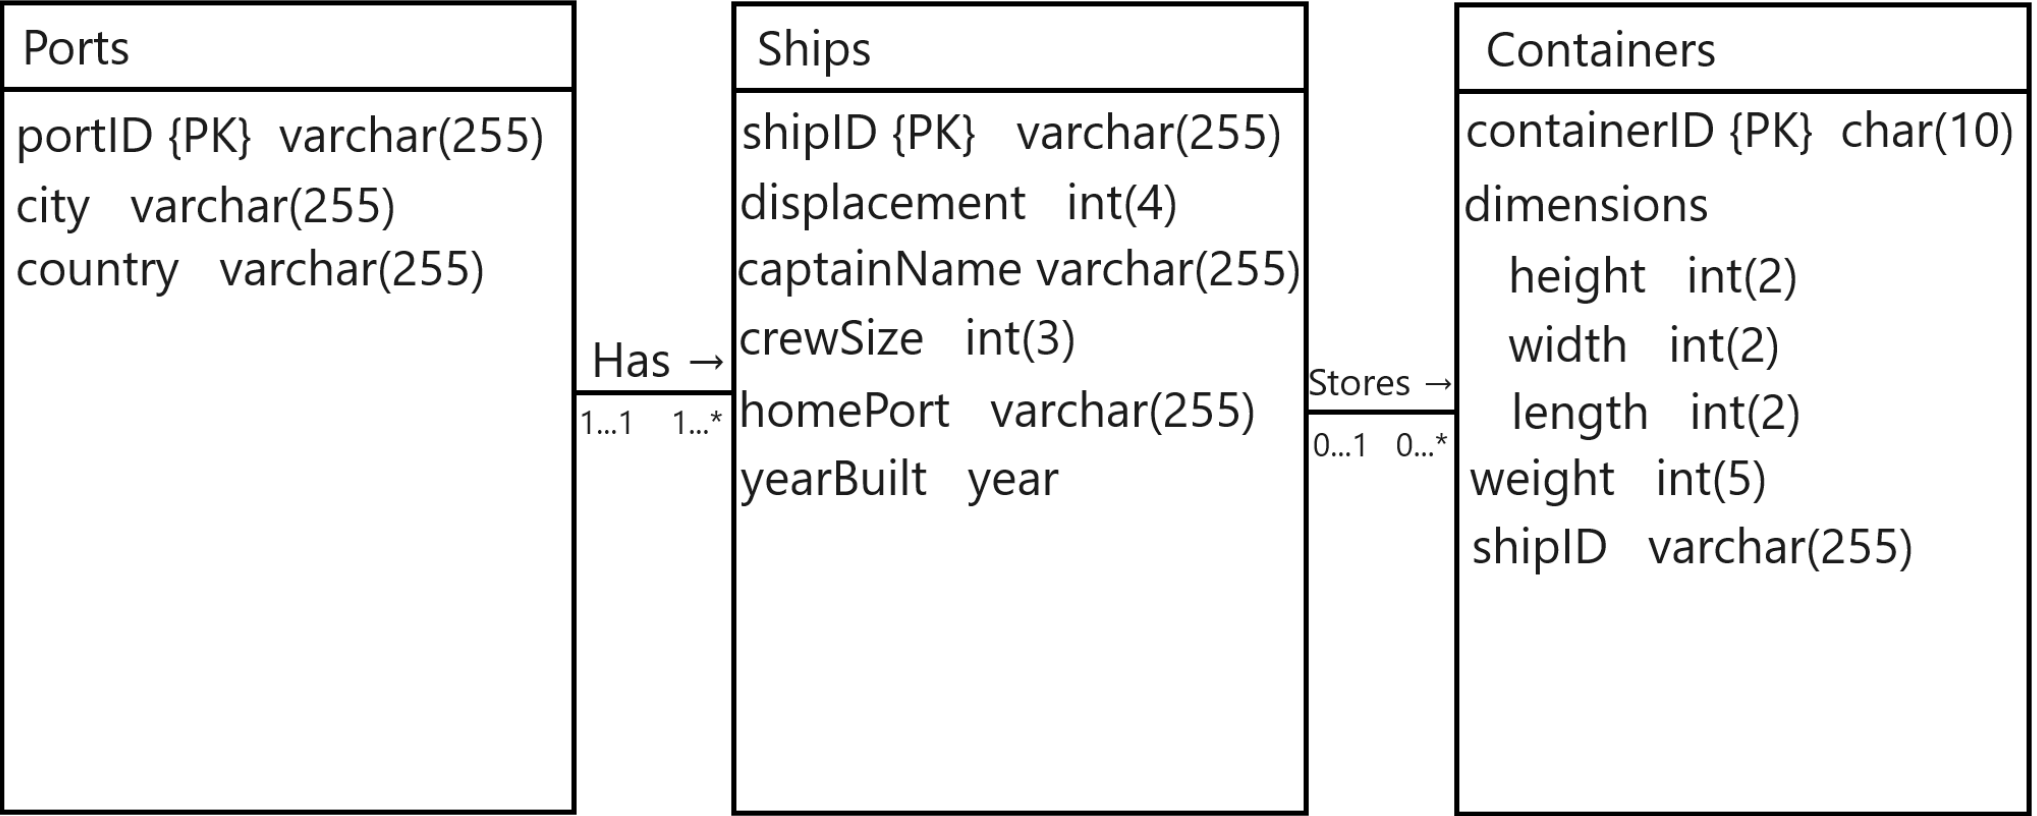 Ports
portID {PK} varchar(255)
city varchar(255)
country varchar(255)
Has →
1...1 1...*
Ships
shipID {PK} varchar(255)
displacement int(4)
captainName varchar(255)
crewSize int(3)
homePort varchar(255)
yearBuilt year
Stores →
0...1 0...*
Containers
containerID {PK} char(10)
dimensions
height int(2)
width int(2)
length int(2)
weight int(5)
shipID varchar(255)